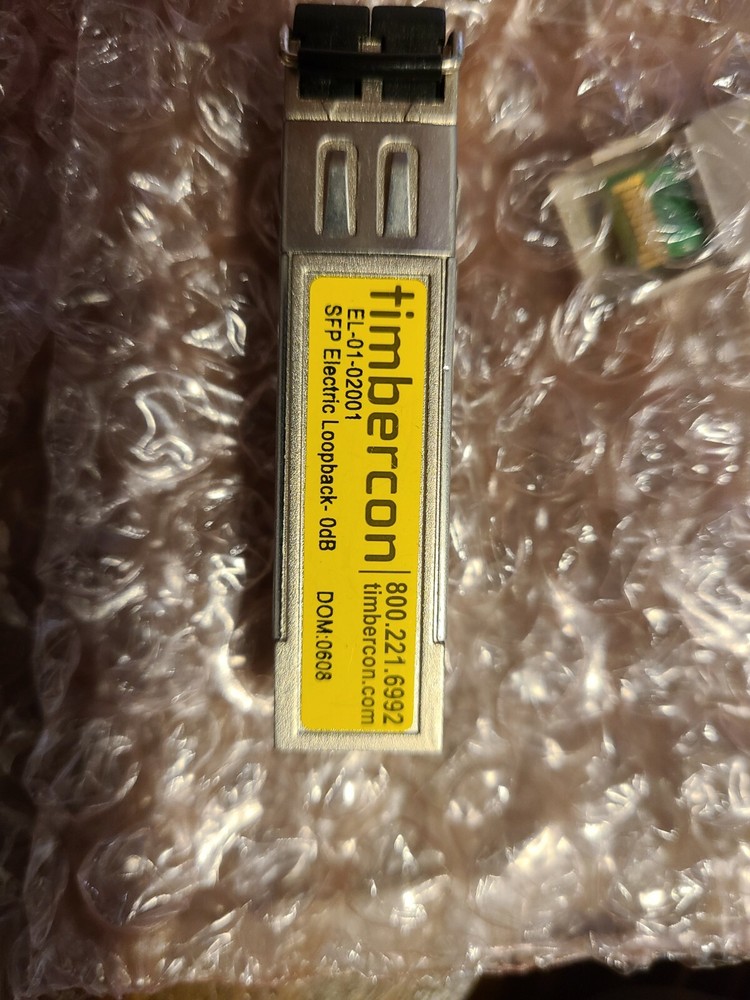 timbercon | 800.221.6992
timbercon.com
EL-01-02001
SFP Electric Loopback- 0dB DOM:0608